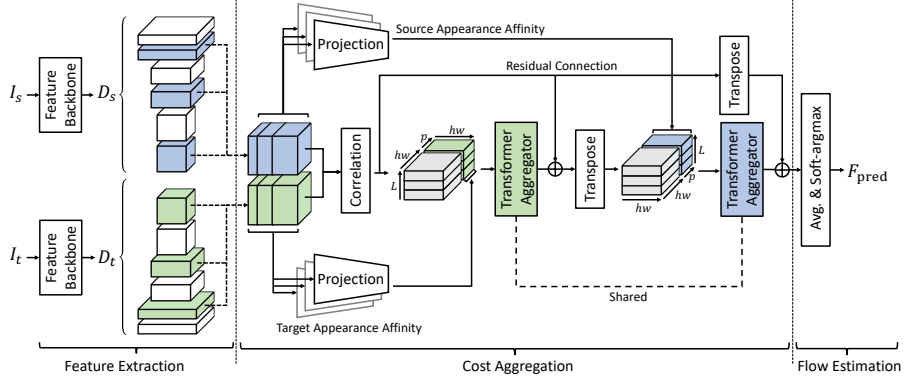 Projection
Source Appearance Affinity
Residual Connection
I_s
Feature
Backbone
D_s
Correlation
hw
p
hw
L
Transformer
Aggregator
Transpose
L
p
hw
hw
Transpose
Transformer
Aggregator
Avg. & Soft-argmax
F_pred
I_t
Feature
Backbone
D_t
Projection
Target Appearance Affinity
Shared
Feature Extraction
Cost Aggregation
Flow Estimation